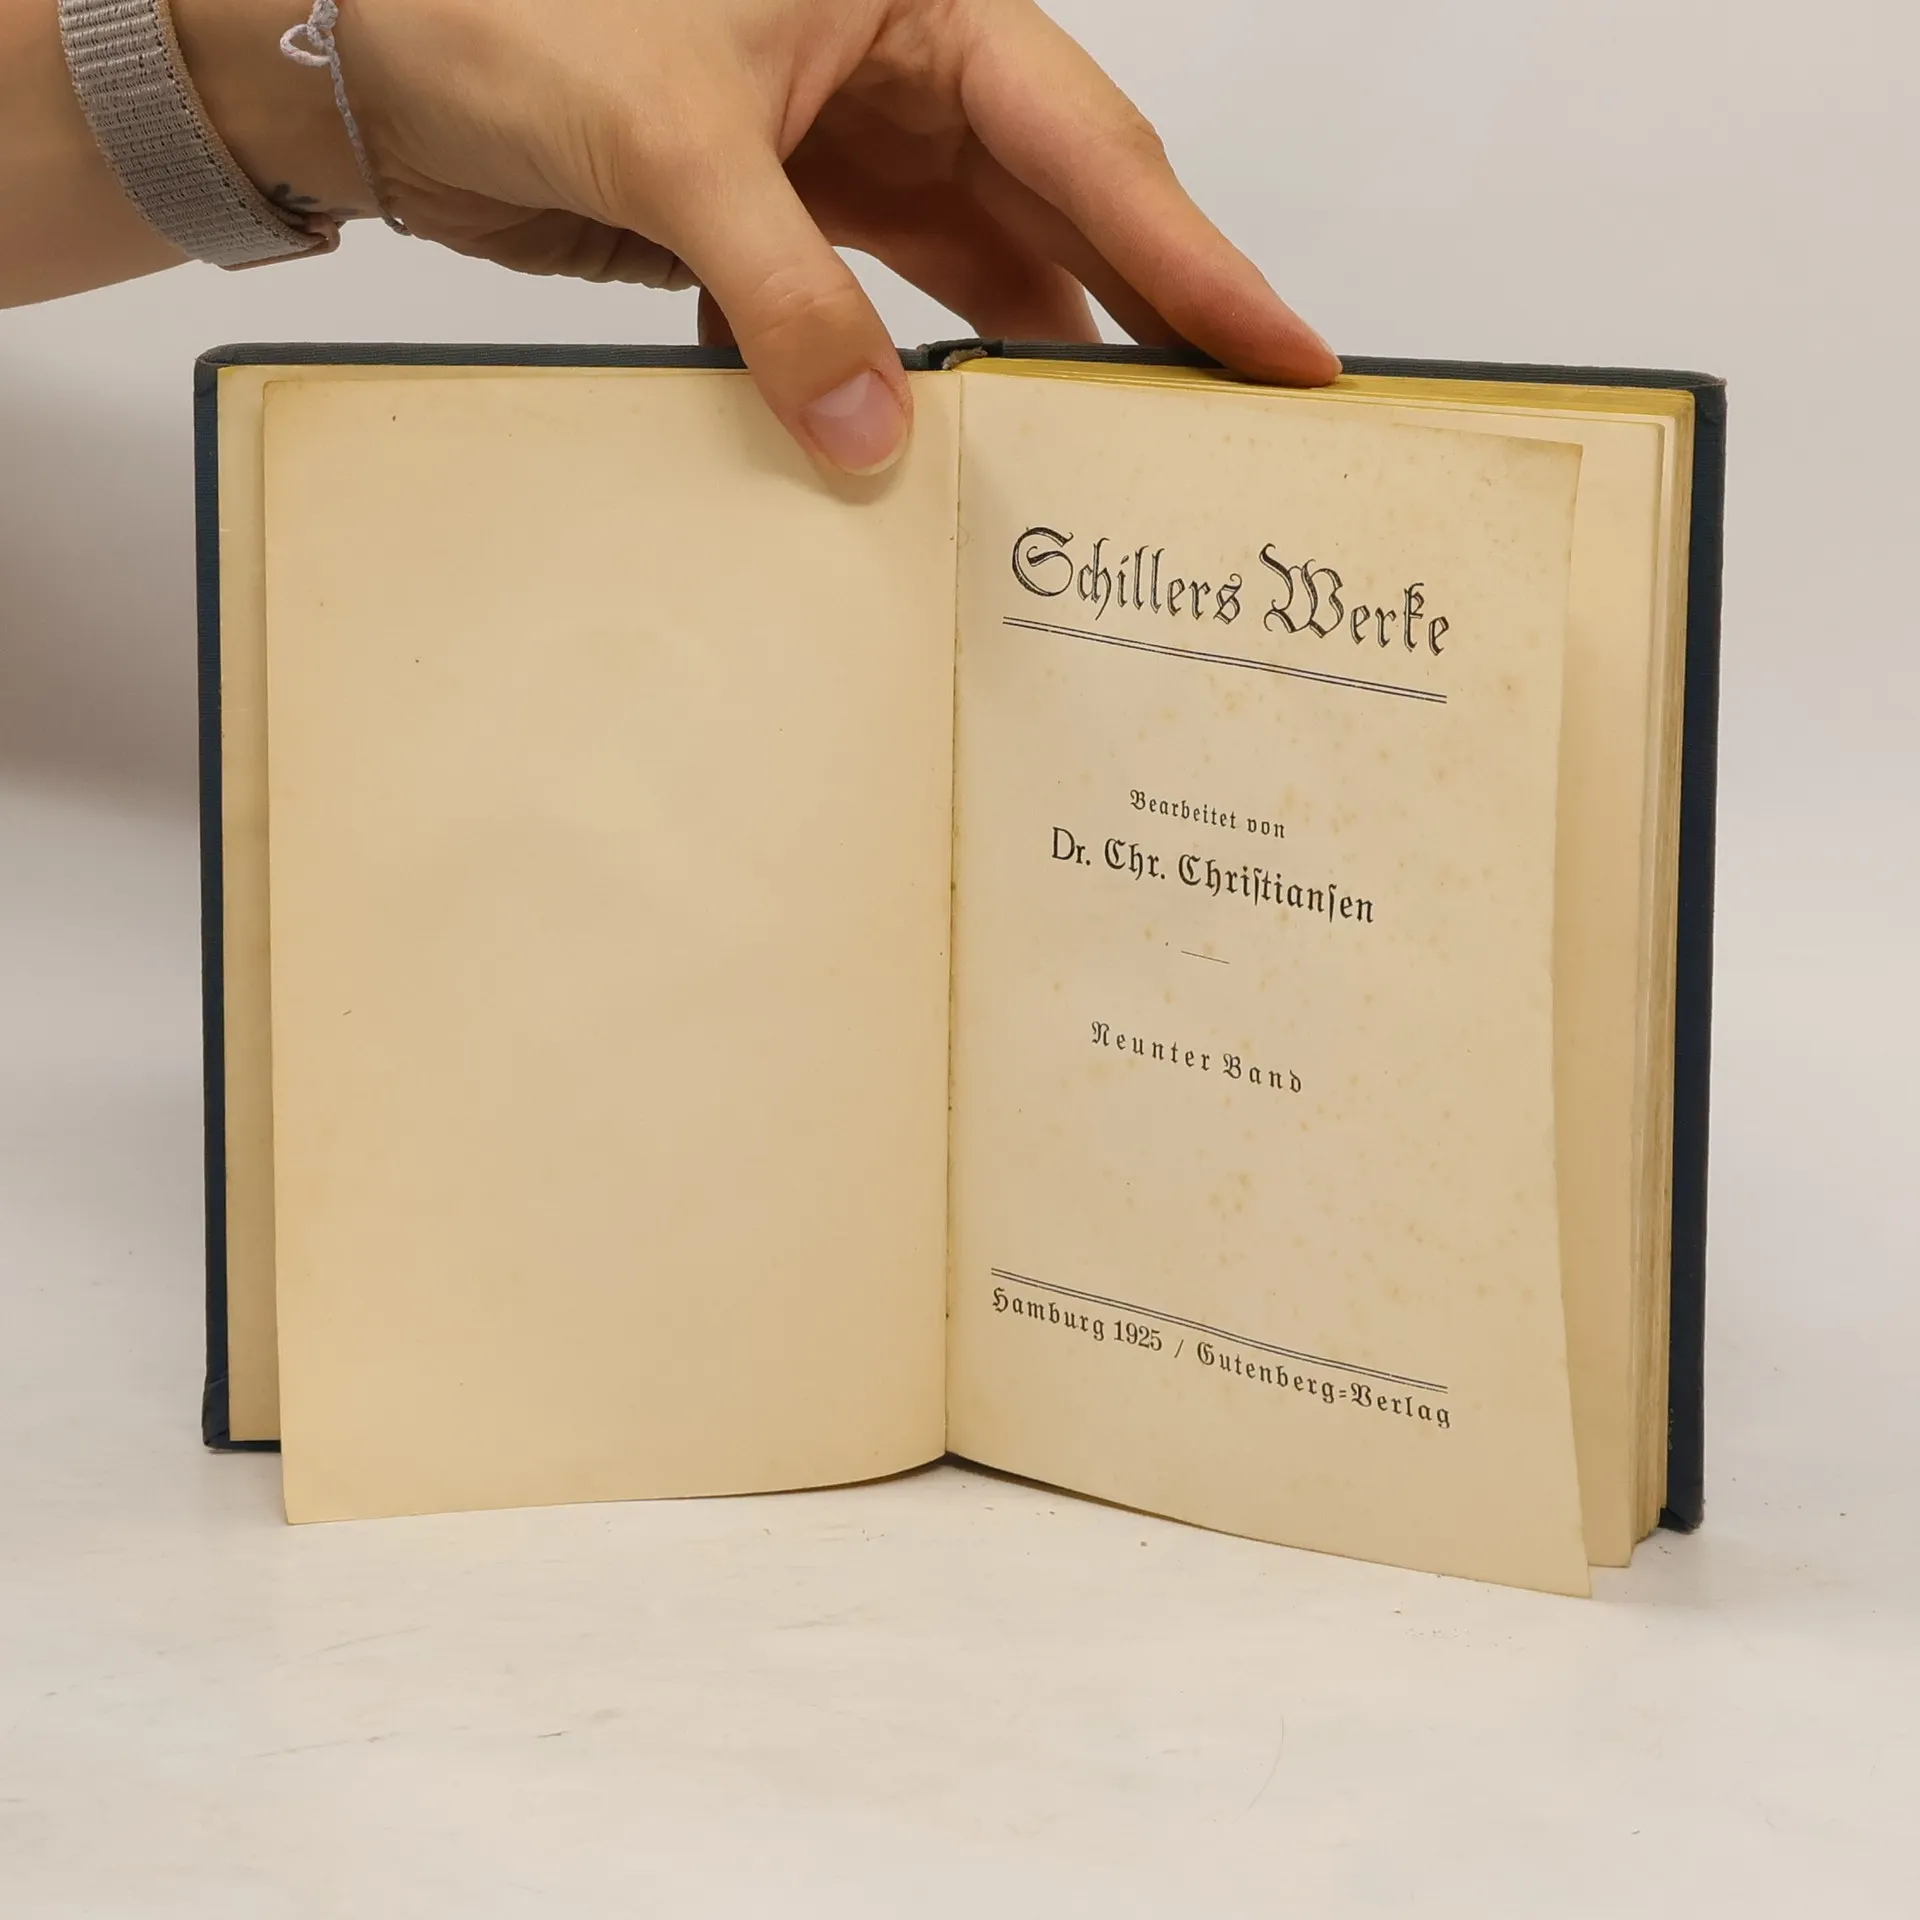 Schillers Werke
Bearbeitet von
Dr. Chr. Chriſtianſen
Neunter Band
Hamburg 1925 / Gutenberg=Verlag